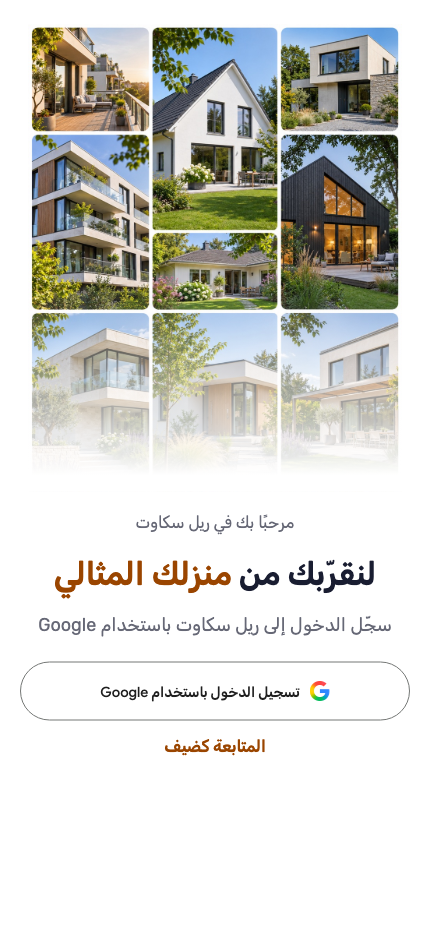 مرحبًا بك في ريل سكاوت
لنقرّبك من منزلك المثالي
سجّل الدخول إلى ريل سكاوت باستخدام Google
تسجيل الدخول باستخدام Google
المتابعة كضيف